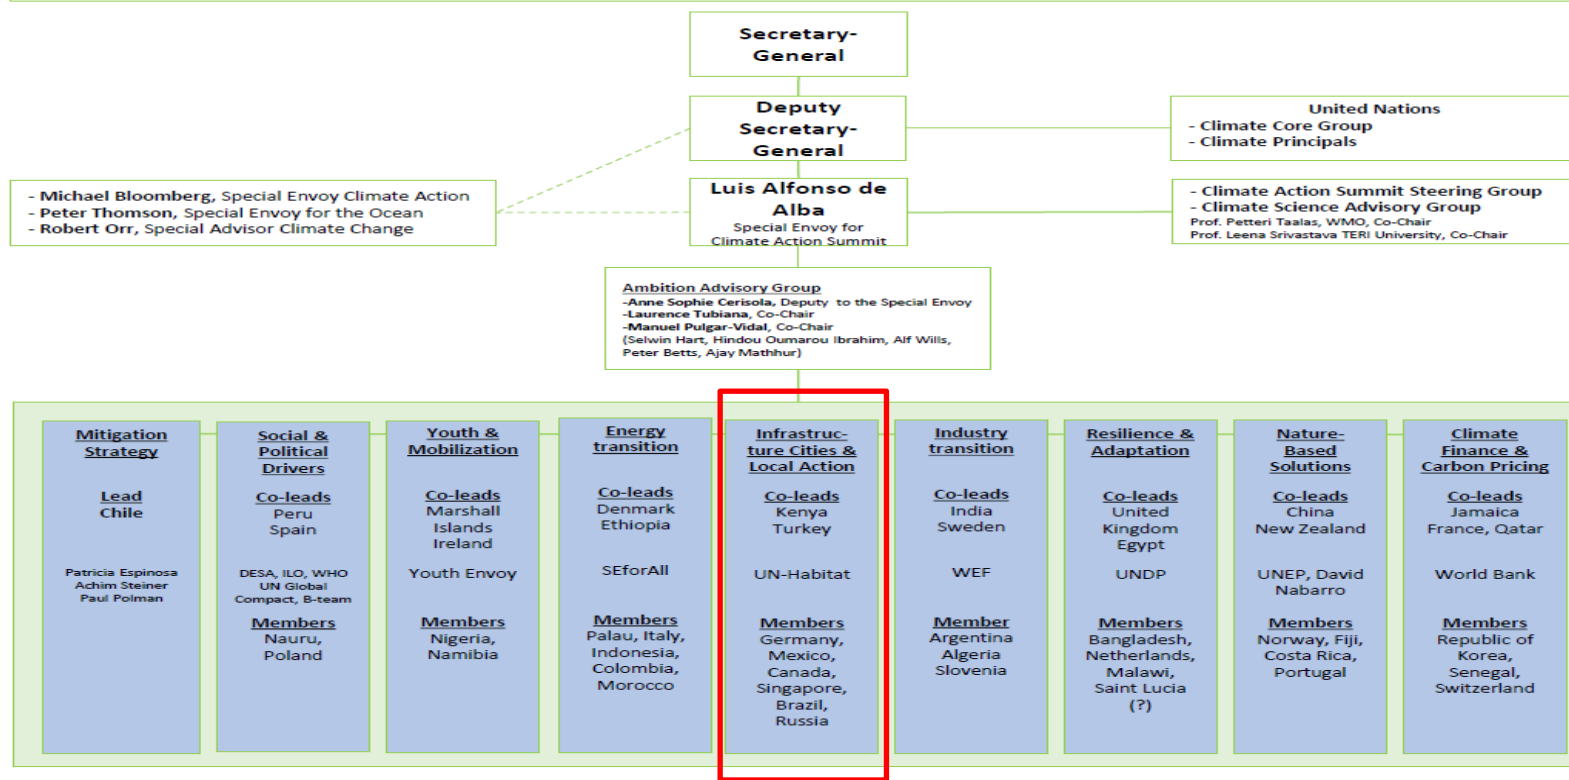 Secretary-
General
Deputy
Secretary-
General
United Nations
- Climate Core Group
- Climate Principals
- Michael Bloomberg, Special Envoy Climate Action
- Peter Thomson, Special Envoy for the Ocean
- Robert Orr, Special Advisor Climate Change
Luis Alfonso de
Alba
Special Envoy for
Climate Action Summit
- Climate Action Summit Steering Group
- Climate Science Advisory Group
Prof. Petteri Taalas, WMO, Co-Chair
Prof. Leena Srivastava TERI University, Co-Chair
Ambition Advisory Group
-Anne Sophie Cerisola, Deputy to the Special Envoy
-Laurence Tubiana, Co-Chair
-Manuel Pulgar-Vidal, Co-Chair
(Selwin Hart, Hindou Oumarou Ibrahim, Alf Wills,
Peter Betts, Ajay Mathhur)
Mitigation
Strategy
Lead
Chile
Patricia Espinosa
Achim Steiner
Paul Polman
Social &
Political
Drivers
Co-leads
Peru
Spain
DESA, ILO, WHO
UN Global
Compact, B-team
Members
Nauru,
Poland
Youth &
Mobilization
Co-leads
Marshall
Islands
Ireland
Youth Envoy
Members
Nigeria,
Namibia
Energy
transition
Co-leads
Denmark
Ethiopia
SEforAll
Members
Palau, Italy,
Indonesia,
Colombia,
Morocco
Infrastruc-
ture Cities &
Local Action
Co-leads
Kenya
Turkey
UN-Habitat
Members
Germany,
Mexico,
Canada,
Singapore,
Brazil,
Russia
Industry
transition
Co-leads
India
Sweden
WEF
Member
Argentina
Algeria
Slovenia
Resilience &
Adaptation
Co-leads
United
Kingdom
Egypt
UNDP
Members
Bangladesh,
Netherlands,
Malawi,
Saint Lucia
(?)
Nature-
Based
Solutions
Co-leads
China
New Zealand
UNEP, David
Nabarro
Members
Norway, Fiji,
Costa Rica,
Portugal
Climate
Finance &
Carbon Pricing
Co-leads
Jamaica
France, Qatar
World Bank
Members
Republic of
Korea,
Senegal,
Switzerland